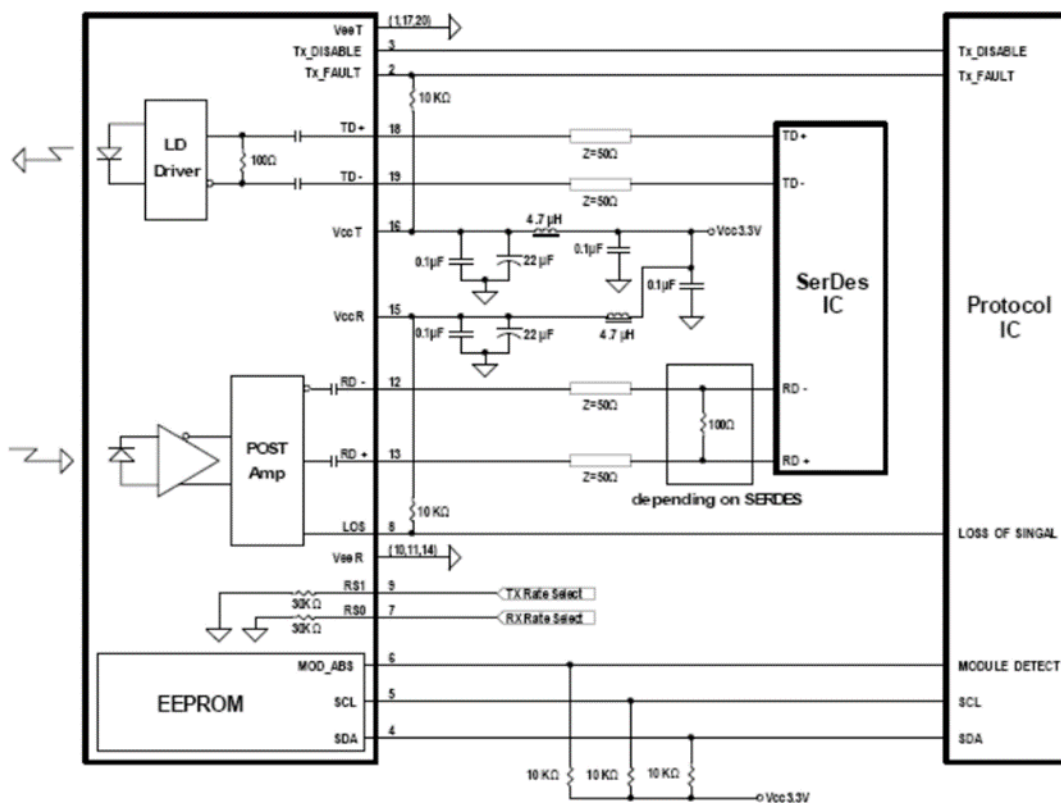 VeeT (1,17,20)
Tx_DISABLE 3 Tx_DISABLE
Tx_FAULT 2 Tx_FAULT
10 KΩ
LD Driver
100Ω
TD+ 18 Z=50Ω TD+
TD- 19 Z=50Ω TD-
VccT 16 4.7 µH Vcc3.3V
0.1µF 22 µF 0.1µF 0.1µF
SerDes IC
Protocol IC
VccR 15
0.1µF 22 µF 4.7 µH
RD - 12 Z=50Ω RD -
100Ω
POST Amp
RD + 13 Z=50Ω RD +
depending on SERDES
10 KΩ
LOS 8 LOSS OF SINGAL
VeeR (10,11,14)
RS1 9 TX Rate Select
30KΩ
RS0 7 RX Rate Select
30KΩ
MOD_ABS 6 MODULE DETECT
EEPROM
SCL 5 SCL
SDA 4 SDA
10 KΩ 10 KΩ 10 KΩ
Vcc3.3V